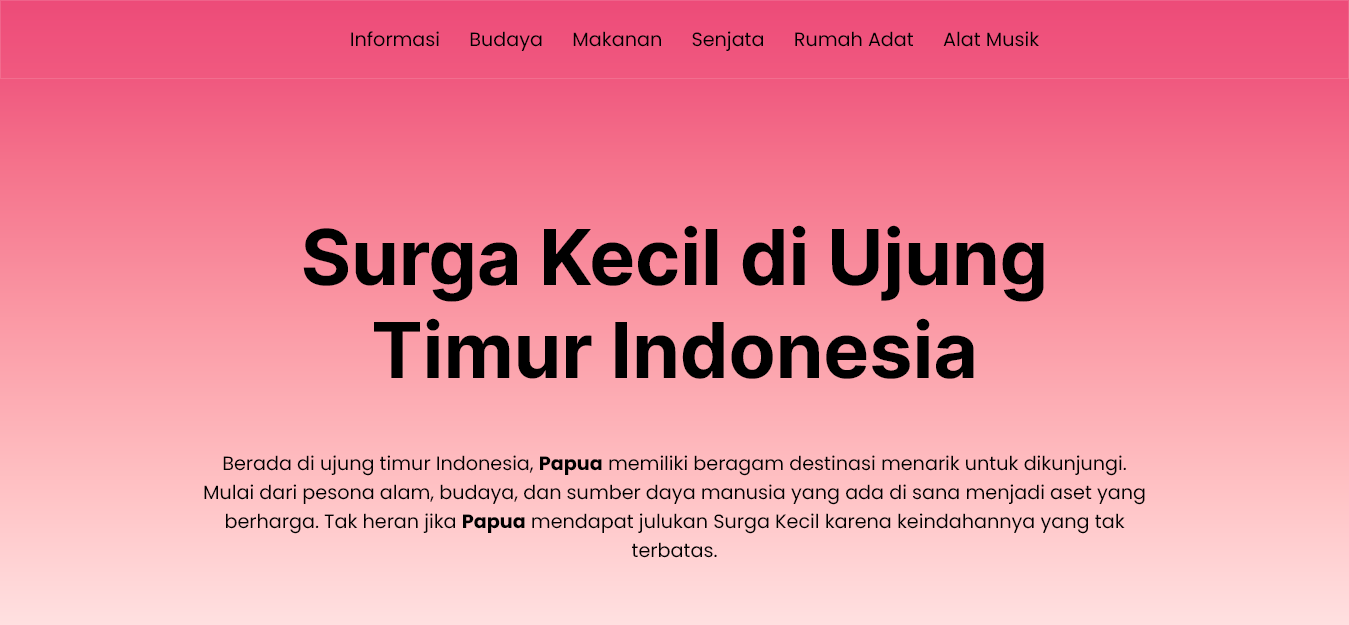 Informasi Budaya Makanan Senjata Rumah Adat Alat Musik
Surga Kecil di Ujung
Timur Indonesia
Berada di ujung timur Indonesia, Papua memiliki beragam destinasi menarik untuk dikunjungi.
Mulai dari pesona alam, budaya, dan sumber daya manusia yang ada di sana menjadi aset yang
berharga. Tak heran jika Papua mendapat julukan Surga Kecil karena keindahannya yang tak
terbatas.